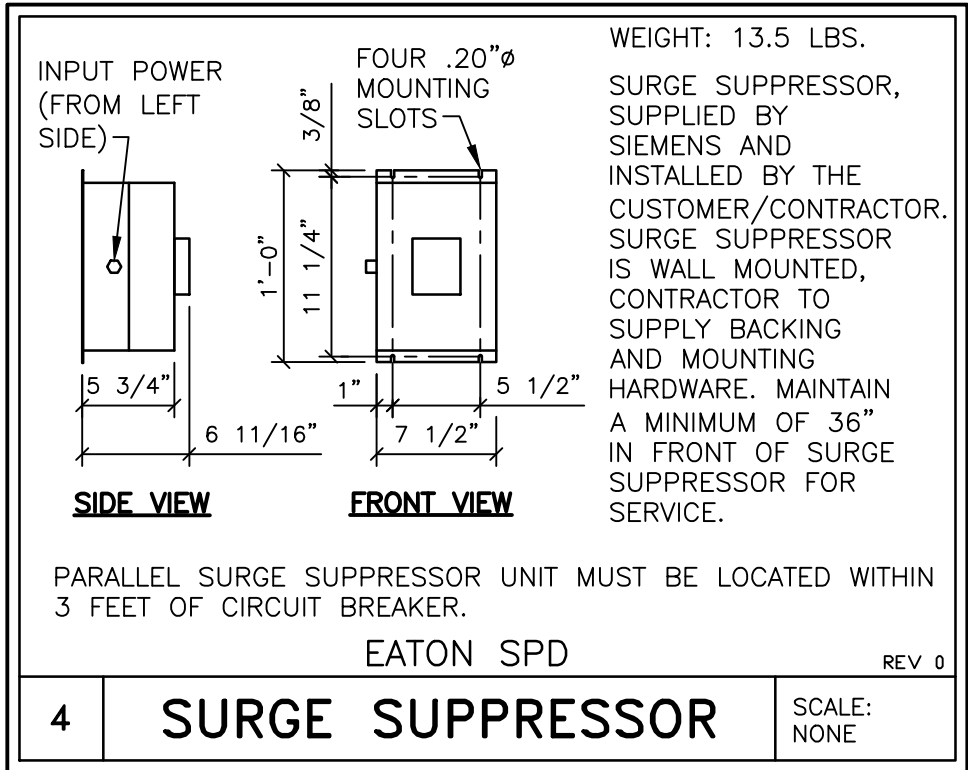 INPUT POWER
(FROM LEFT
SIDE)
FOUR .20"ø
MOUNTING
SLOTS
3/8"
1'-0"
11 1/4"
5 3/4"
6 11/16"
1"
5 1/2"
7 1/2"
SIDE VIEW
FRONT VIEW
WEIGHT: 13.5 LBS.
SURGE SUPPRESSOR,
SUPPLIED BY
SIEMENS AND
INSTALLED BY THE
CUSTOMER/CONTRACTOR.
SURGE SUPPRESSOR
IS WALL MOUNTED,
CONTRACTOR TO
SUPPLY BACKING
AND MOUNTING
HARDWARE. MAINTAIN
A MINIMUM OF 36"
IN FRONT OF SURGE
SUPPRESSOR FOR
SERVICE.
PARALLEL SURGE SUPPRESSOR UNIT MUST BE LOCATED WITHIN
3 FEET OF CIRCUIT BREAKER.
EATON SPD
REV 0
4
SURGE SUPPRESSOR
SCALE:
NONE